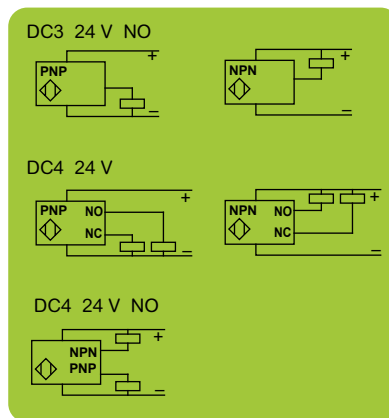 DC3 24 V NO
PNP
+
−
NPN
+
−
DC4 24 V
PNP NO
NC
+
−
NPN NO
NC
+
−
DC4 24 V NO
NPN
PNP
+
−